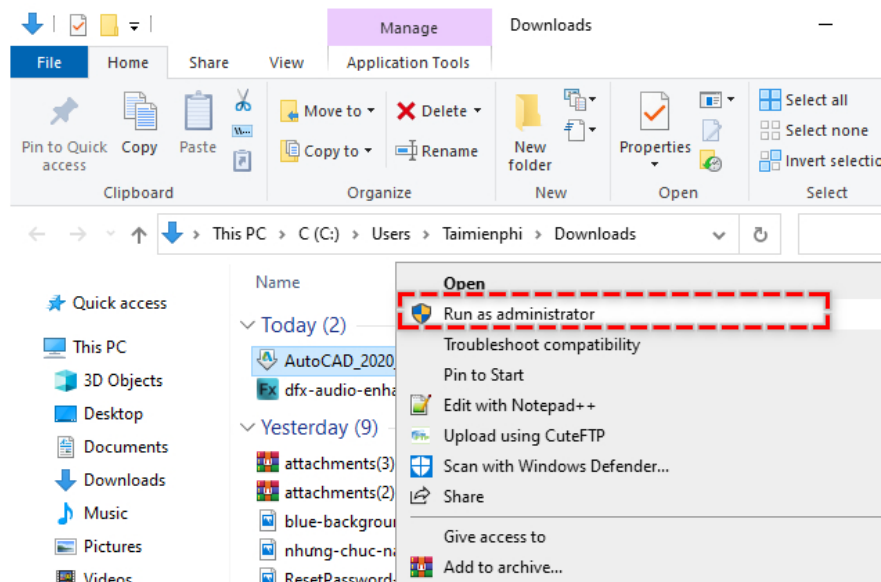 Manage
Downloads
File
Home
Share
View
Application Tools
Pin to Quick access
Copy
Paste
Move to
Copy to
Delete
Rename
New folder
Properties
Select all
Select none
Invert selectio
Clipboard
Organize
New
Open
Select
This PC > C (C:) > Users > Taimienphi > Downloads
Name
Quick access
This PC
3D Objects
Desktop
Documents
Downloads
Music
Pictures
Videos
Today (2)
AutoCAD_2020_
Fx dfx-audio-enha
Yesterday (9)
attachments(3)
attachments(2)
blue-backgrou
nhưng-chuc-na
ResetPassword-
Open
Run as administrator
Troubleshoot compatibility
Pin to Start
Edit with Notepad++
Upload using CuteFTP
Scan with Windows Defender...
Share
Give access to
Add to archive...